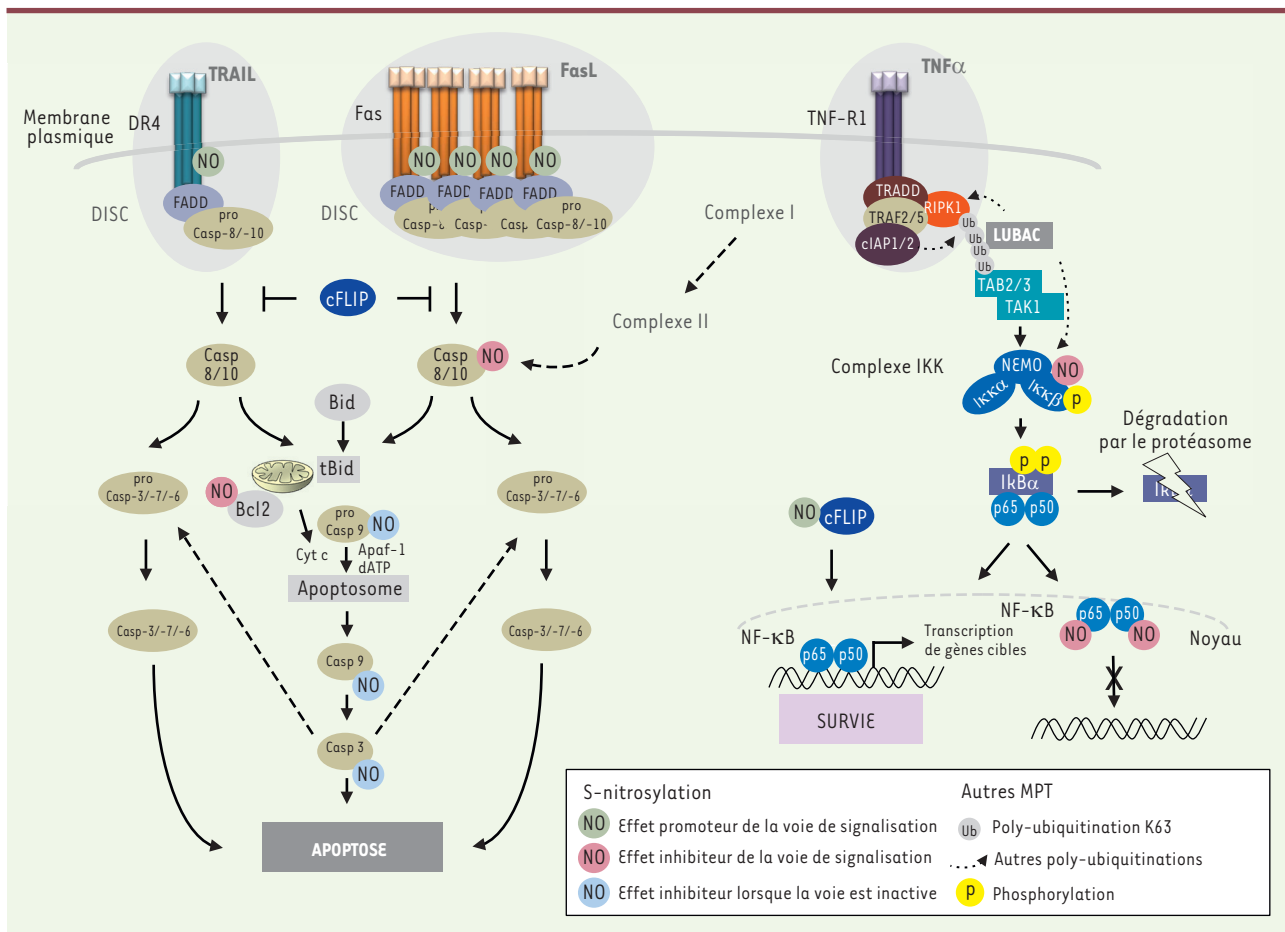 TRAIL
FasL
TNFα
Membrane
plasmique
DR4
Fas
TNF-R1
NO
NO
NO
NO
NO
FADD
pro
Casp-8/-10
DISC
DISC
FADD
FADD
FADD
FADD
pro
Casp-8/-10
Complexe I
TRADD
TRAF2/5
RIPK1
cIAP1/2
Ub
Ub
Ub
Ub
LUBAC
TAB2/3
TAK1
cFLIP
Complexe II
Casp
8/10
Casp
8/10
NO
Complexe IKK
NEMO
NO
Iκκα
Iκκβ
p
Bid
tBid
Dégradation
par le protéasome
p p
IkBα
p65 p50
pro
Casp-3/-7/-6
NO
Bcl2
pro
Casp 9
NO
pro
Casp-3/-7/-6
Cyt c
Apaf-1
dATP
Apoptosome
NO cFLIP
Casp-3/-7/-6
Casp 9
NO
Casp-3/-7/-6
NF-κB
p65 p50
Transcription
de gènes cibles
NF-κB
p65 p50
NO NO
Noyau
SURVIE
Casp 3
NO
APOPTOSE
S-nitrosylation
NO Effet promoteur de la voie de signalisation
NO Effet inhibiteur de la voie de signalisation
NO Effet inhibiteur lorsque la voie est inactive
Autres MPT
Ub Poly-ubiquitination K63
Autres poly-ubiquitinations
p Phosphorylation